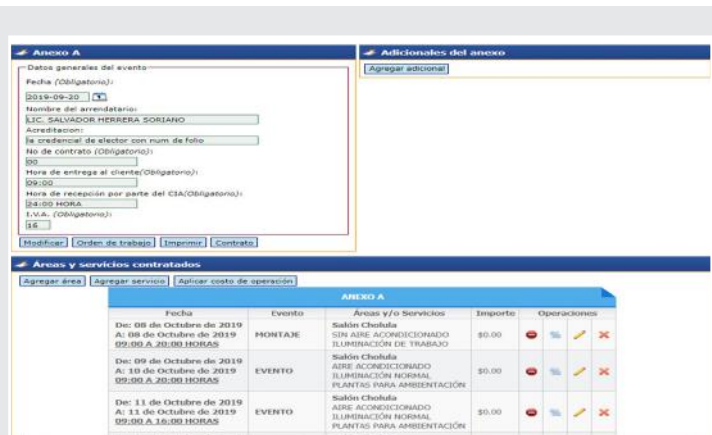 Anexo A
Datos generales del evento
Fecha (Obligatorio):
2019-09-20
Nombre del arrendatario:
LIC. SALVADOR HERRERA SORIANO
Acreditacion:
la credencial de elector con num de folio
No de contrato (Obligatorio):
00
Hora de entrega al cliente(Obligatorio):
09:00
Hora de recepción por parte del CIA(Obligatorio):
24:00 HORA
I.V.A. (Obligatorio):
16
Modificar Orden de trabajo Imprimir Contrato
Adicionales del anexo
Agregar adicional
Áreas y servicios contratados
Agregar área Agregar servicio Aplicar costo de operación
ANEXO A
Fecha Evento Áreas y/o Servicios Importe Operaciones
De: 08 de Octubre de 2019
A: 08 de Octubre de 2019
09:00 A 20:00 HORAS
MONTAJE
Salón Cholula
SIN AIRE ACONDICIONADO
ILUMINACIÓN DE TRABAJO
$0.00
De: 09 de Octubre de 2019
A: 10 de Octubre de 2019
09:00 A 20:00 HORAS
EVENTO
Salón Cholula
AIRE ACONDICIONADO
ILUMINACIÓN NORMAL
PLANTAS PARA AMBIENTACIÓN
$0.00
De: 11 de Octubre de 2019
A: 11 de Octubre de 2019
09:00 A 16:00 HORAS
EVENTO
Salón Cholula
AIRE ACONDICIONADO
ILUMINACIÓN NORMAL
PLANTAS PARA AMBIENTACIÓN
$0.00